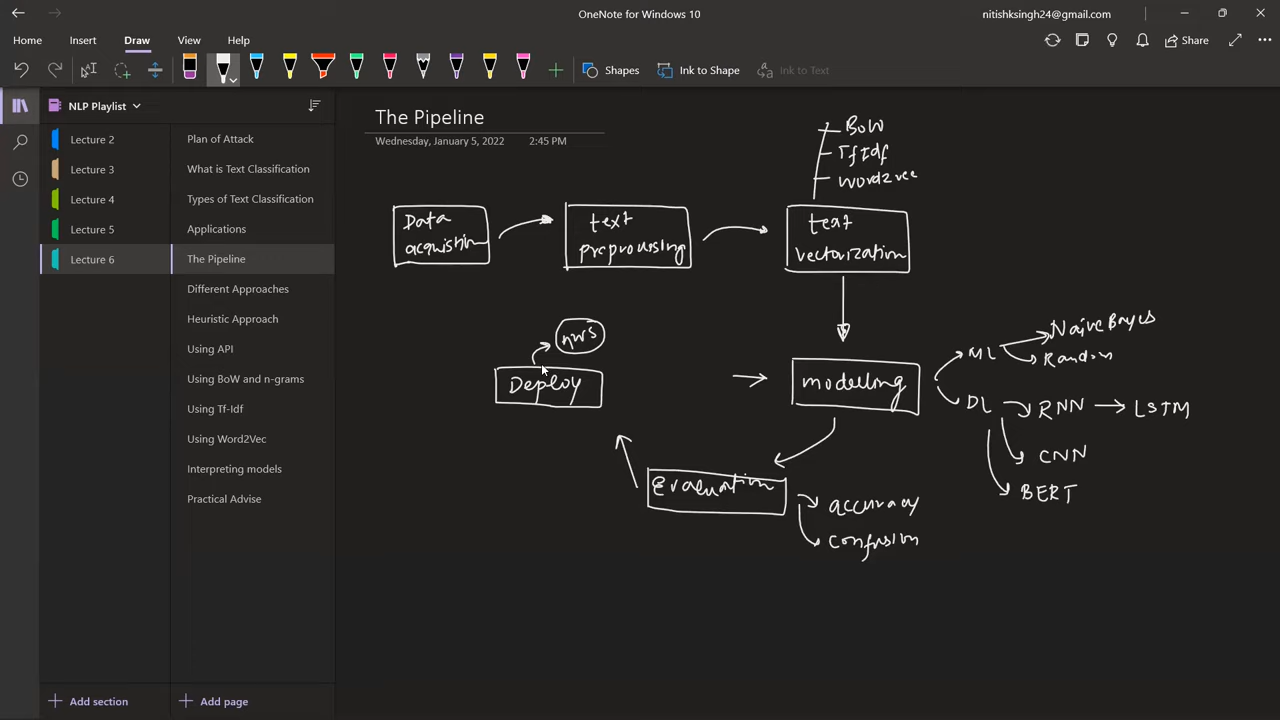 OneNote for Windows 10
nitishksingh24@gmail.com
Home
Insert
Draw
View
Help
Shapes
Ink to Shape
Ink to Text
Share
NLP Playlist
Lecture 2
Lecture 3
Lecture 4
Lecture 5
Lecture 6
Plan of Attack
What is Text Classification
Types of Text Classification
Applications
The Pipeline
Different Approaches
Heuristic Approach
Using API
Using BoW and n-grams
Using Tf-Idf
Using Word2Vec
Interpreting models
Practical Advise
Add section
Add page
The Pipeline
Wednesday, January 5, 2022
2:45 PM
BoW
TfIdf
Word2vec
Data
text
text
vectorization
modelling
ML
Naive Bayes
Random
DL
RNN
LSTM
CNN
BERT
Evaluation
accuracy
Confusion
Deploy